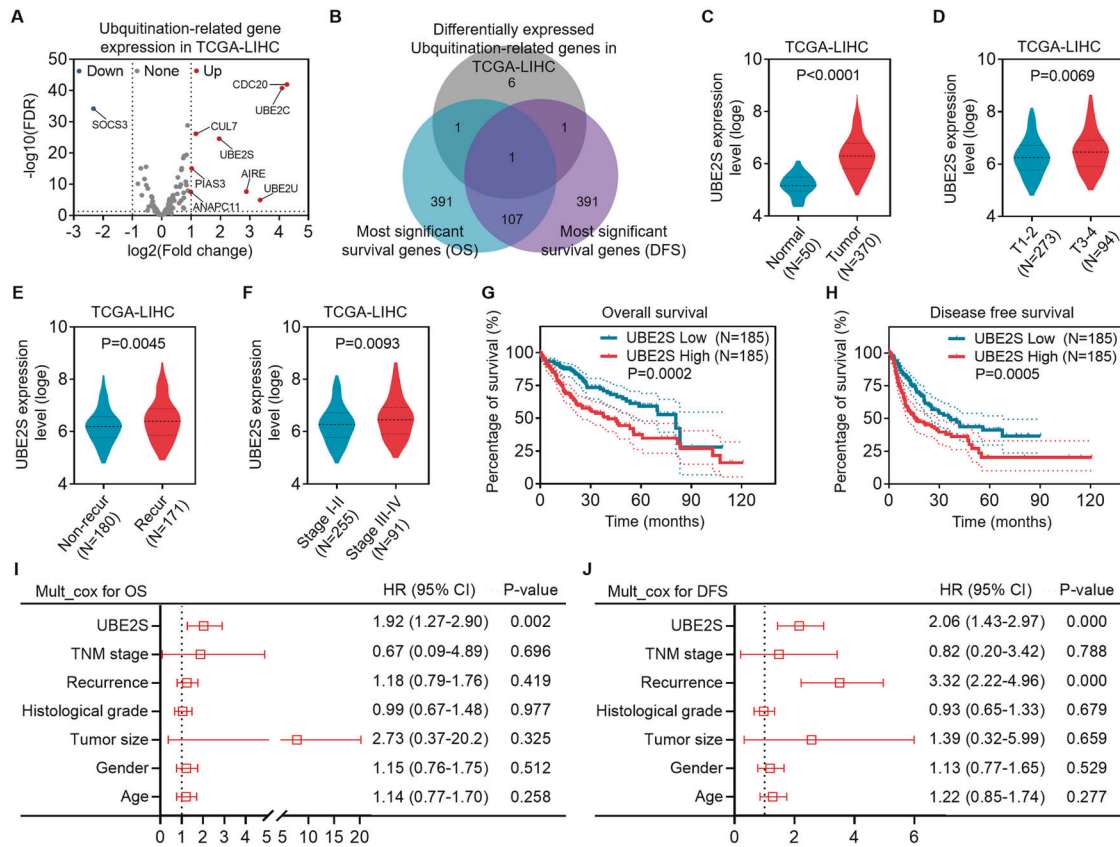 A
Ubquitination-related gene
expression in TCGA-LIHC
Down None Up
-log10(FDR)
50
40
30
20
10
0
CDC20
UBE2C
SOCS3
CUL7
UBE2S
AIRE
PIAS3
UBE2U
ANAPC11
-3 -2 -1 0 1 2 3 4 5
log2(Fold change)
B
Differentially expressed
Ubquitination-related genes in
TCGA-LIHC
6
1 1
1
391 107 391
Most significant
survival genes (OS)
Most significant
survival genes (DFS)
C
TCGA-LIHC
P<0.0001
UBE2S expression
level (loge)
10
8
6
4
Normal
(N=50)
Tumor
(N=370)
D
TCGA-LIHC
P=0.0069
UBE2S expression
level (loge)
10
8
6
4
T1-2
(N=273)
T3-4
(N=94)
E
TCGA-LIHC
P=0.0045
UBE2S expression
level (loge)
10
8
6
4
Non-recur
(N=180)
Recur
(N=171)
F
TCGA-LIHC
P=0.0093
UBE2S expression
level (loge)
10
8
6
4
Stage I-II
(N=255)
Stage III-IV
(N=91)
G
Overall survival
UBE2S Low (N=185)
UBE2S High (N=185)
P=0.0002
Percentage of survival (%)
100
75
50
25
0
0 30 60 90 120
Time (months)
H
Disease free survival
UBE2S Low (N=185)
UBE2S High (N=185)
P=0.0005
Percentage of survival (%)
100
75
50
25
0
0 30 60 90 120
Time (months)
I
Mult_cox for OS HR (95% CI) P-value
UBE2S 1.92 (1.27-2.90) 0.002
TNM stage 0.67 (0.09-4.89) 0.696
Recurrence 1.18 (0.79-1.76) 0.419
Histological grade 0.99 (0.67-1.48) 0.977
Tumor size 2.73 (0.37-20.2) 0.325
Gender 1.15 (0.76-1.75) 0.512
Age 1.14 (0.77-1.70) 0.258
0 1 2 3 4 5 5 10 15 20
J
Mult_cox for DFS HR (95% CI) P-value
UBE2S 2.06 (1.43-2.97) 0.000
TNM stage 0.82 (0.20-3.42) 0.788
Recurrence 3.32 (2.22-4.96) 0.000
Histological grade 0.93 (0.65-1.33) 0.679
Tumor size 1.39 (0.32-5.99) 0.659
Gender 1.13 (0.77-1.65) 0.529
Age 1.22 (0.85-1.74) 0.277
0 2 4 6